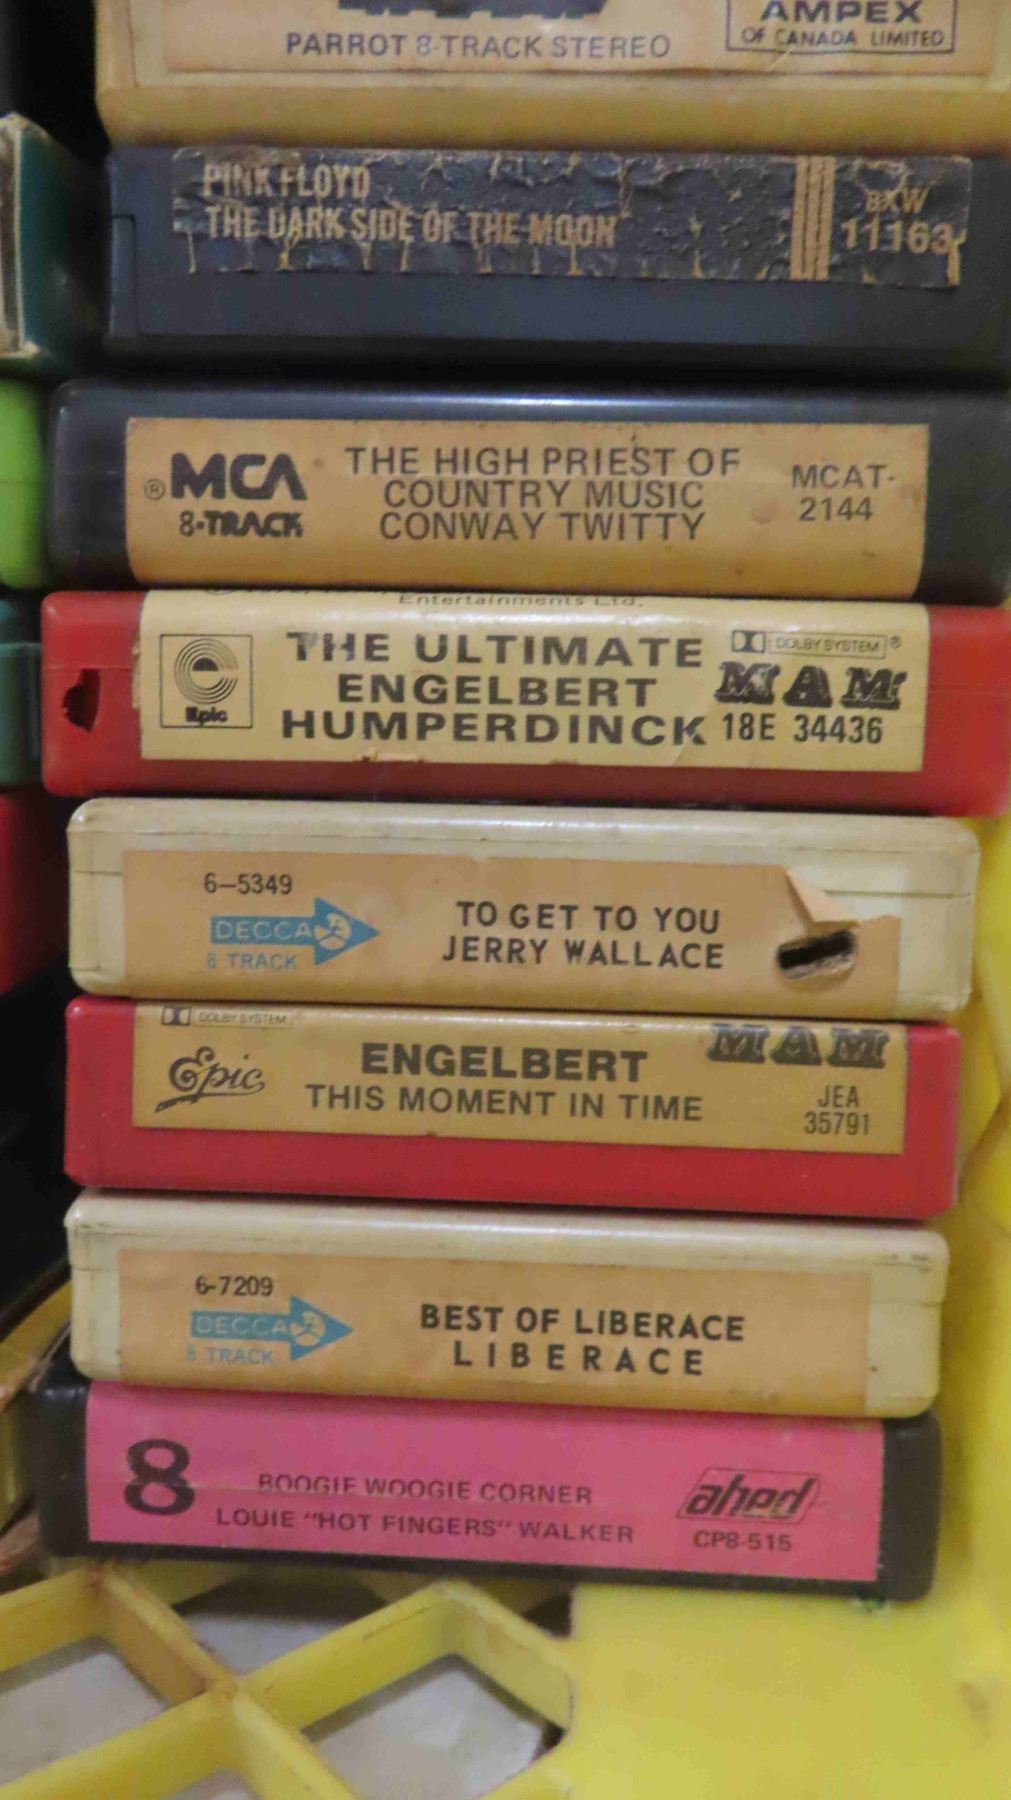 PARROT 8-TRACK STEREO
AMPEX
OF CANADA LIMITED
PINK FLOYD
THE DARK SIDE OF THE MOON
8XW
11163
® MCA
8-TRACK
THE HIGH PRIEST OF
COUNTRY MUSIC
CONWAY TWITTY
MCAT-
2144
Entertainments Ltd.
Epic
THE ULTIMATE
ENGELBERT
HUMPERDINCK
DOLBY SYSTEM ®
MAM
18E 34436
6-5349
DECCA
8 TRACK
TO GET TO YOU
JERRY WALLACE
DOLBY SYSTEM
Epic
ENGELBERT
THIS MOMENT IN TIME
MAM
JEA
35791
6-7209
DECCA
8 TRACK
BEST OF LIBERACE
LIBERACE
8
BOOGIE WOOGIE CORNER
LOUIE "HOT FINGERS" WALKER
ahed
CP8-515